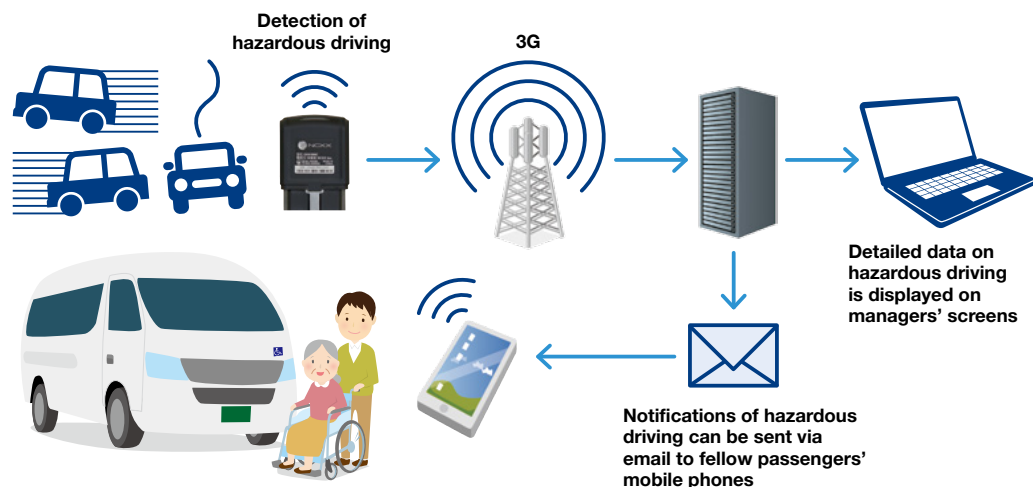 Detection of
hazardous driving
3G
Detailed data on
hazardous driving
is displayed on
managers’ screens
Notifications of hazardous
driving can be sent via
email to fellow passengers’
mobile phones